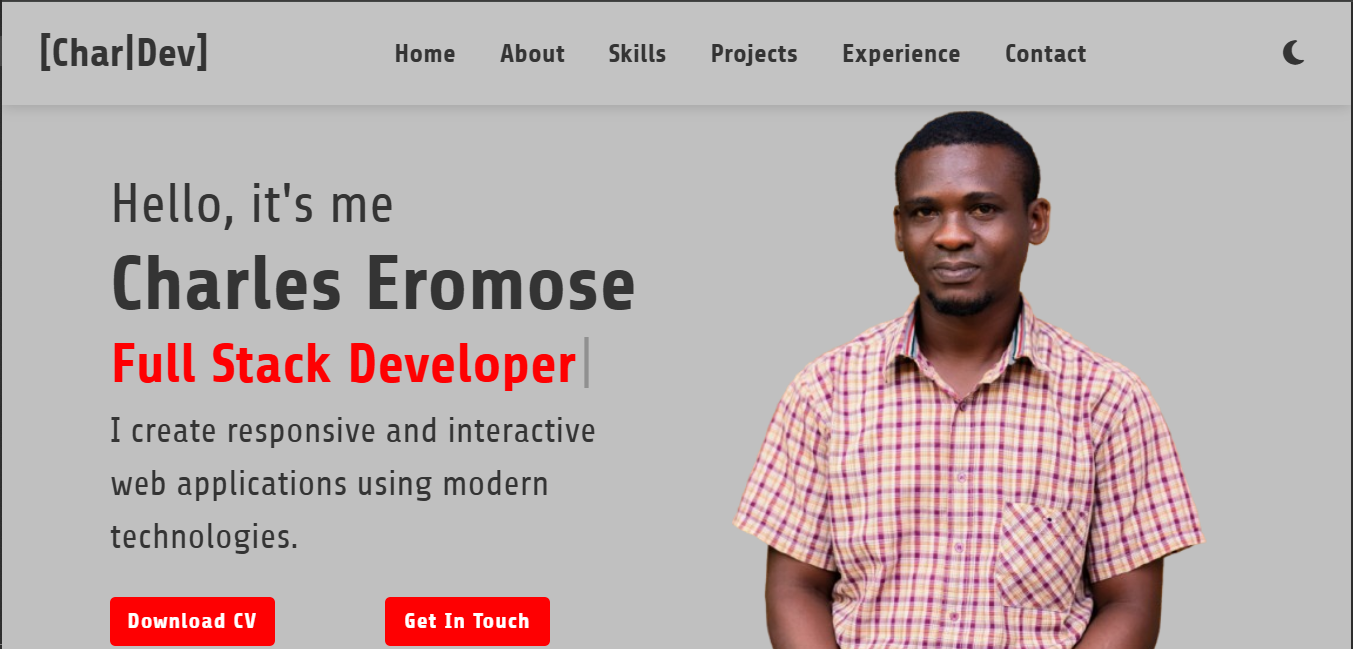 [Char|Dev]
Home About Skills Projects Experience Contact
Hello, it's me
Charles Eromose
Full Stack Developer|
I create responsive and interactive
web applications using modern
technologies.
Download CV Get In Touch